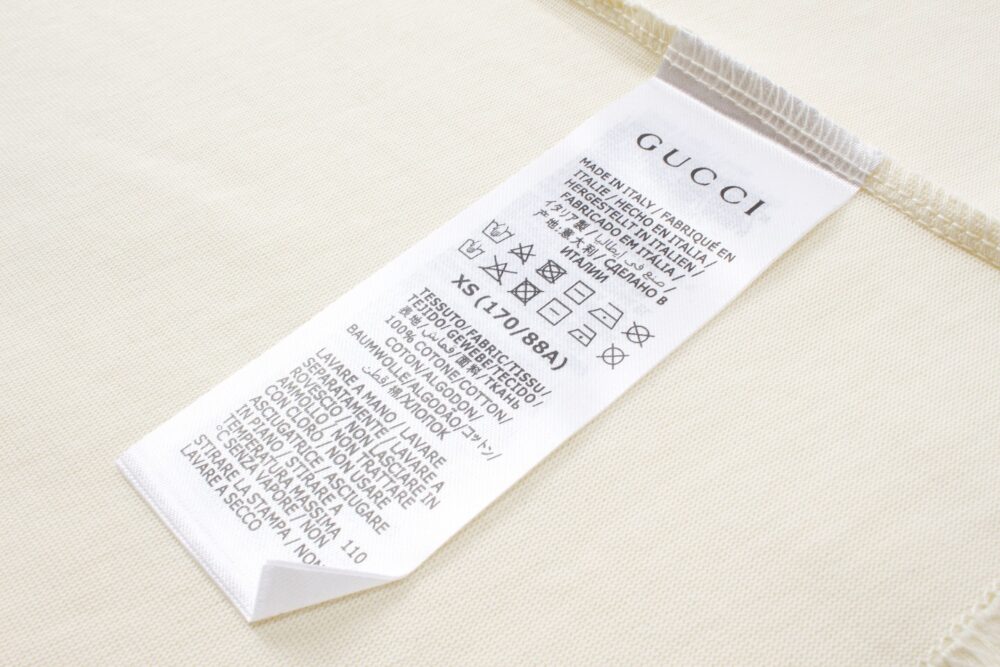 GUCCI
MADE IN ITALY / FABRIQUÉ EN
ITALIE / HECHO EN ITALIA /
HERGESTELLT IN ITALIEN /
FABRICADO EM ITALIA /
イタリア製 / صنع في إيطاليا /
产地:意大利 / СДЕЛАНО В
ИТАЛИИ
XS (170/88A)
TESSUTO/FABRIC/TISSU/
TEJIDO/GEWEBE/TECIDO/
表地/قماش/面料/ТКАНЬ
100% COTONE/COTTON/
COTON/ALGODON/
BAUMWOLLE/ALGODÃO/コットン/
قطن/棉/ХЛОПОК
LAVARE A MANO / LAVARE
SEPARATAMENTE / LAVARE A
ROVESCIO / NON LASCIARE IN
AMMOLLO / NON TRATTARE
CON CLORO / NON USARE
ASCIUGATRICE / ASCIUGARE
IN PIANO / STIRARE A
TEMPERATURA MASSIMA 110
°C SENZA VAPORE / NON
STIRARE LA STAMPA / NON
LAVARE A SECCO